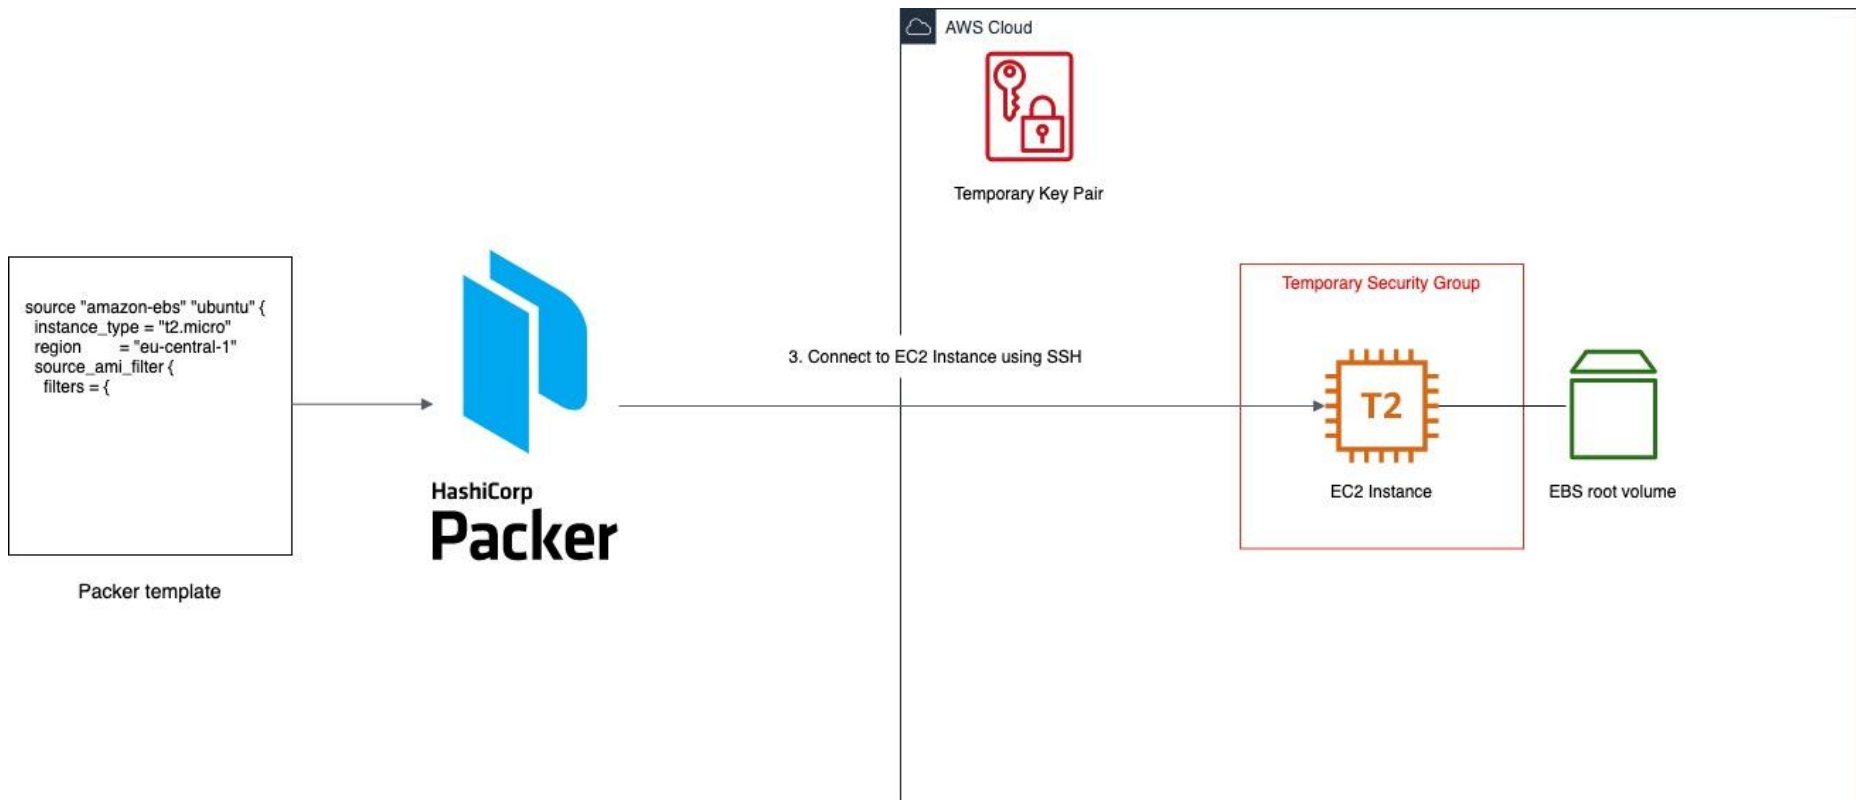 AWS Cloud
Temporary Key Pair
source "amazon-ebs" "ubuntu" {
instance_type = "t2.micro"
region = "eu-central-1"
source_ami_filter {
filters = {
Packer template
HashiCorp
Packer
3. Connect to EC2 Instance using SSH
Temporary Security Group
T2
EC2 Instance
EBS root volume